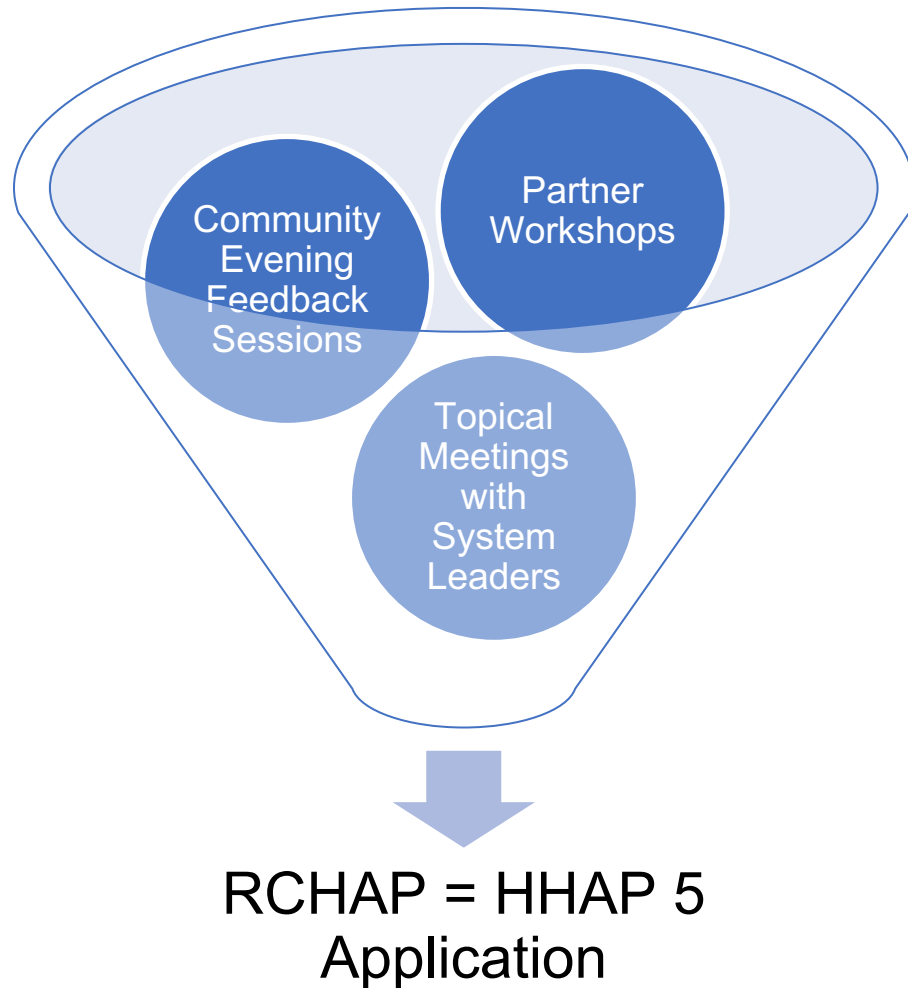 Community
Evening
Feedback
Sessions
Partner
Workshops
Topical
Meetings
with
System
Leaders
RCHAP = HHAP 5
Application